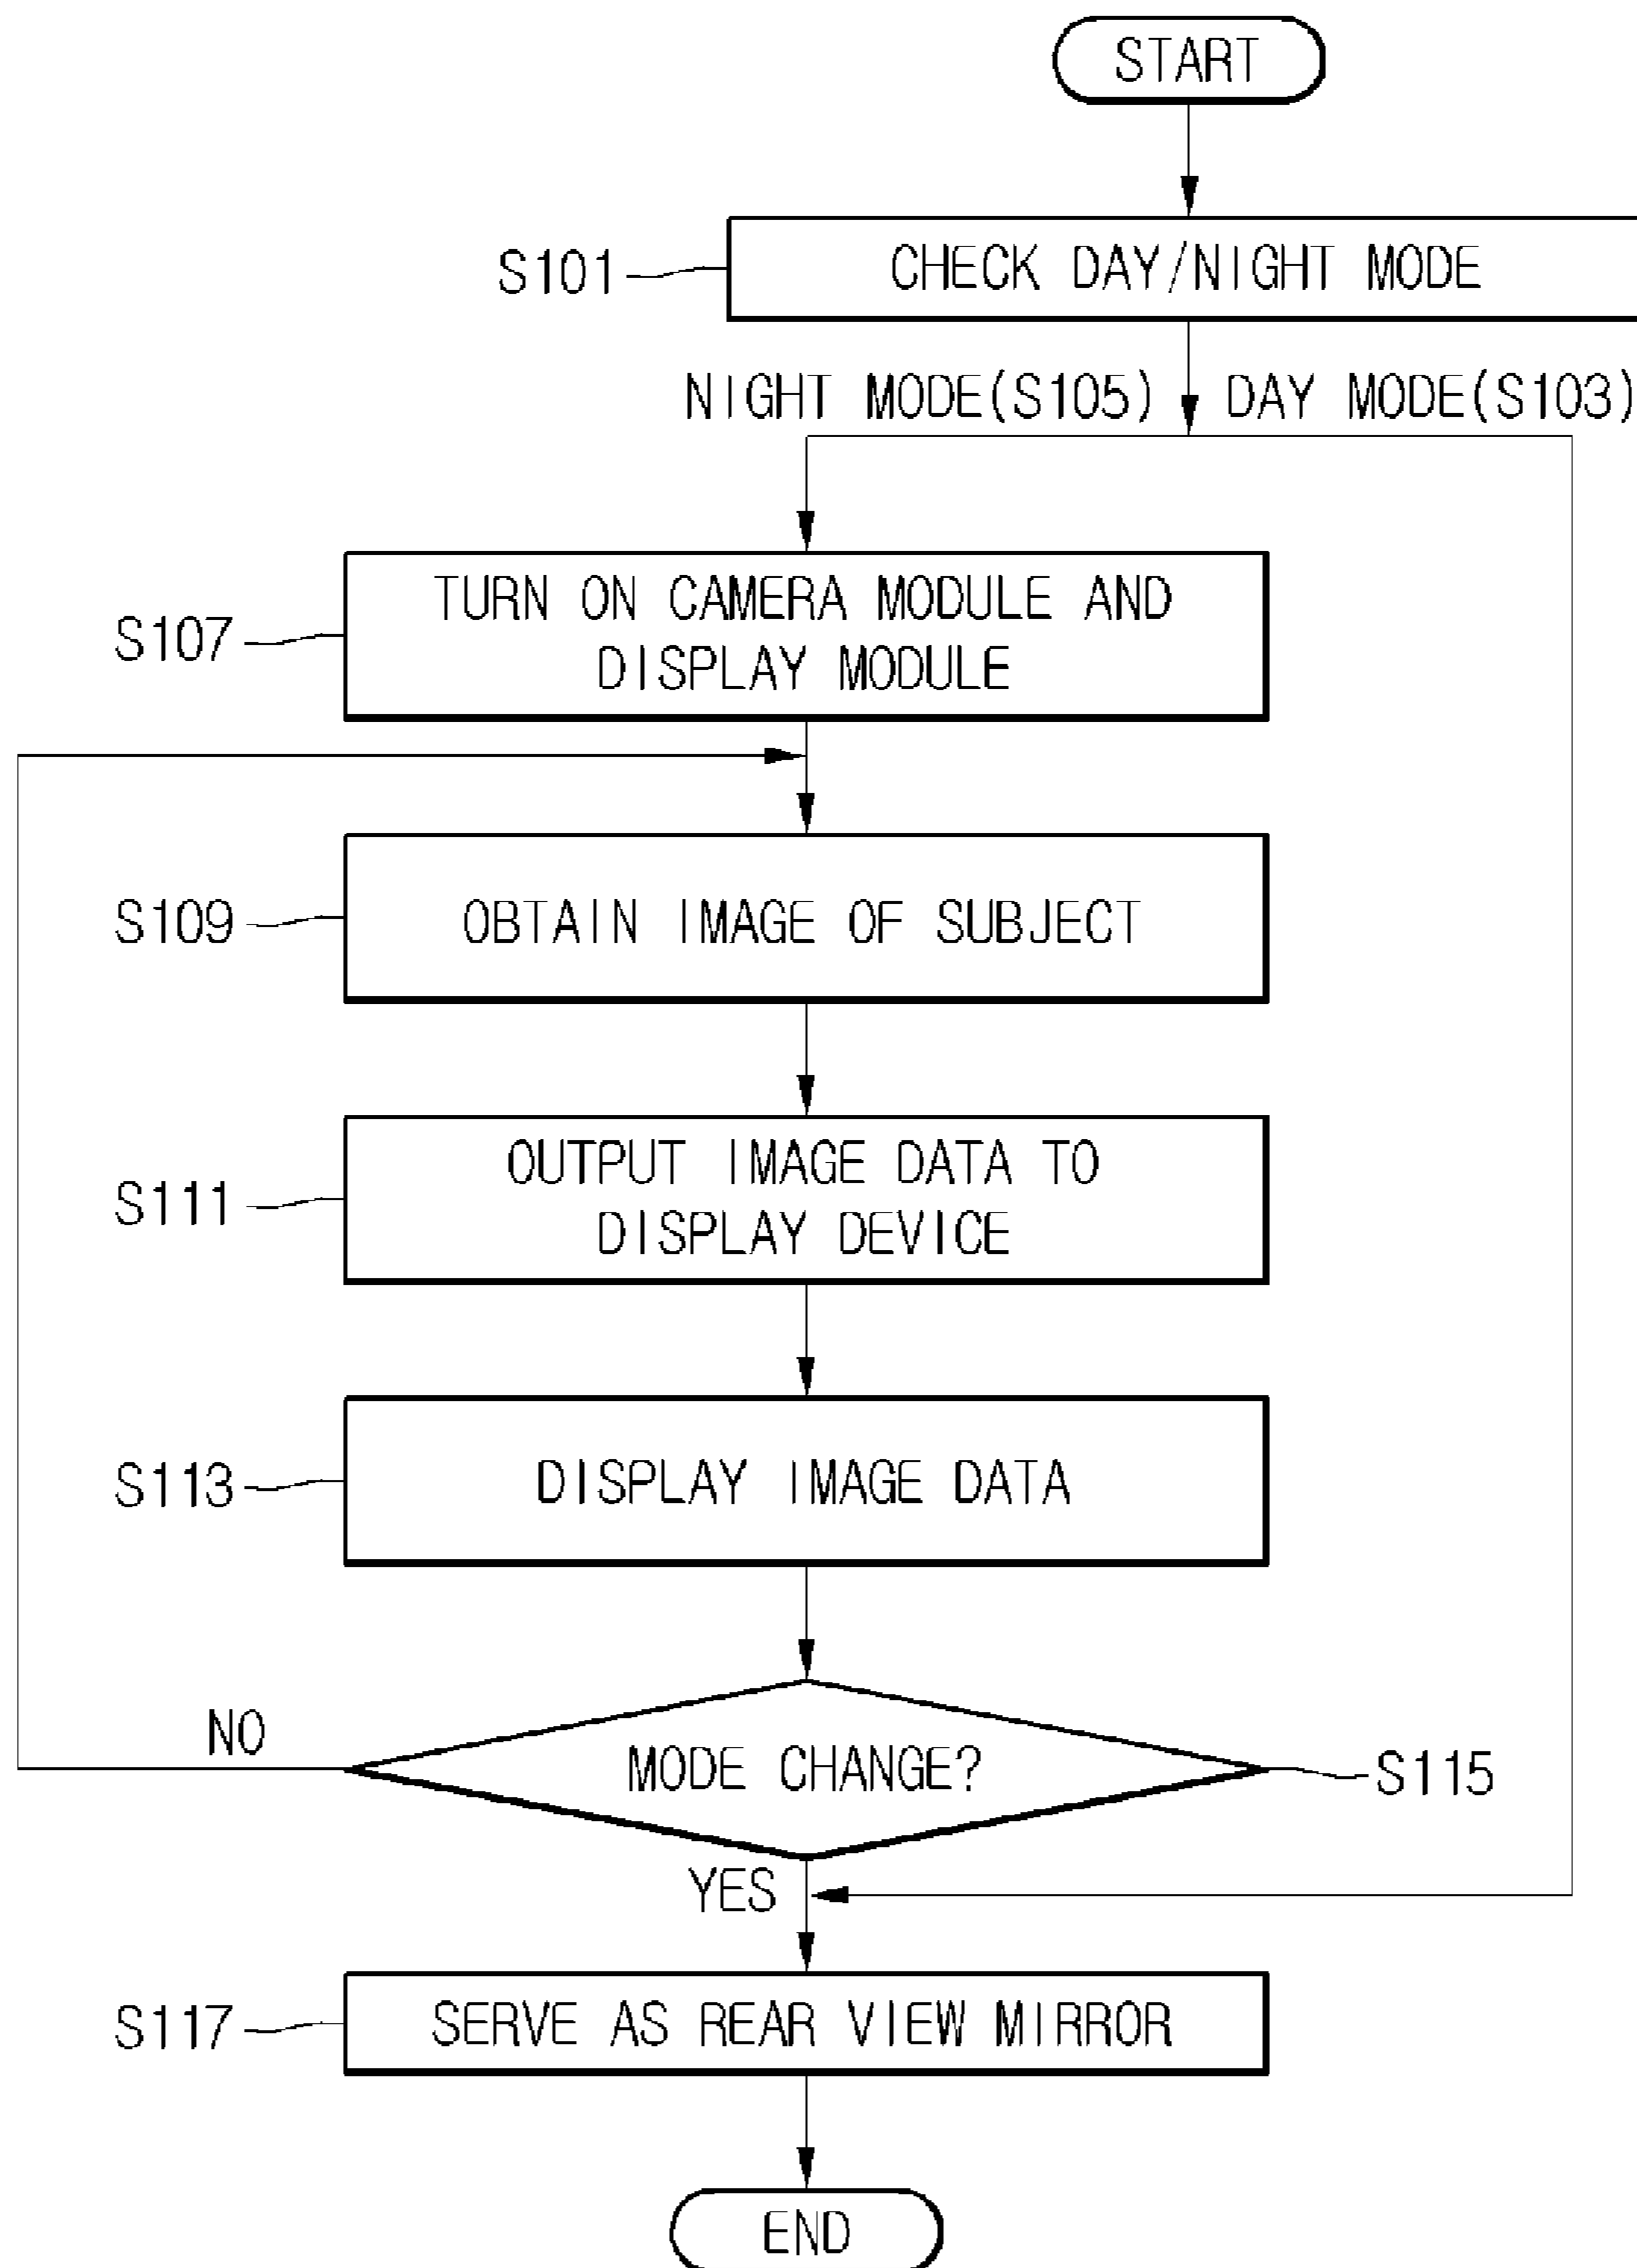 START
S101
CHECK DAY/NIGHT MODE
NIGHT MODE(S105)
DAY MODE(S103)
S107
TURN ON CAMERA MODULE AND
DISPLAY MODULE
S109
OBTAIN IMAGE OF SUBJECT
S111
OUTPUT IMAGE DATA TO
DISPLAY DEVICE
S113
DISPLAY IMAGE DATA
NO
MODE CHANGE?
S115
YES
S117
SERVE AS REAR VIEW MIRROR
END